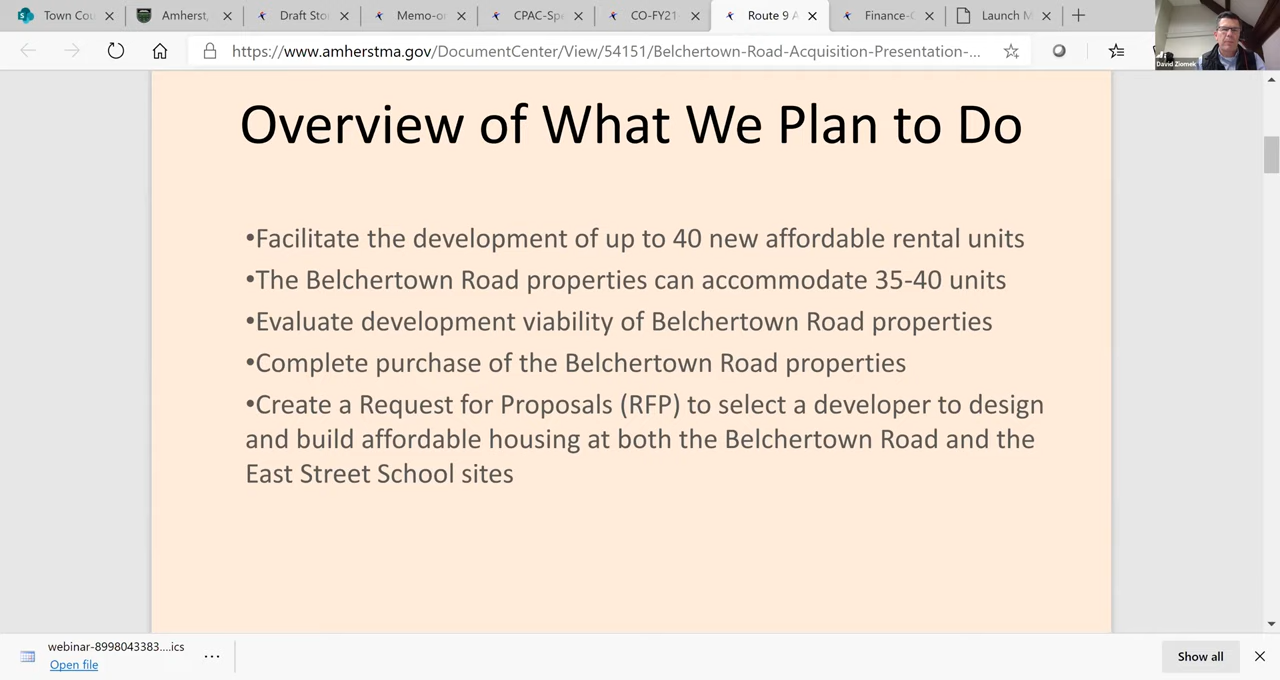 Town Cou
Amherst,
Draft Sto
Memo-o
CPAC-Spe
CO-FY21-
Route 9 A
Finance-C
Launch M
https://www.amherstma.gov/DocumentCenter/View/54151/Belchertown-Road-Acquisition-Presentation-...
David Ziomek
Overview of What We Plan to Do
•Facilitate the development of up to 40 new affordable rental units
•The Belchertown Road properties can accommodate 35-40 units
•Evaluate development viability of Belchertown Road properties
•Complete purchase of the Belchertown Road properties
•Create a Request for Proposals (RFP) to select a developer to design
and build affordable housing at both the Belchertown Road and the
East Street School sites
webinar-8998043383....ics
Open file
Show all